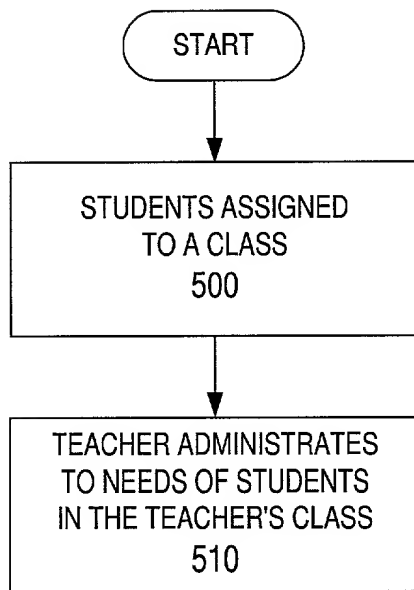 START
STUDENTS ASSIGNED
TO A CLASS
500
TEACHER ADMINISTRATES
TO NEEDS OF STUDENTS
IN THE TEACHER'S CLASS
510